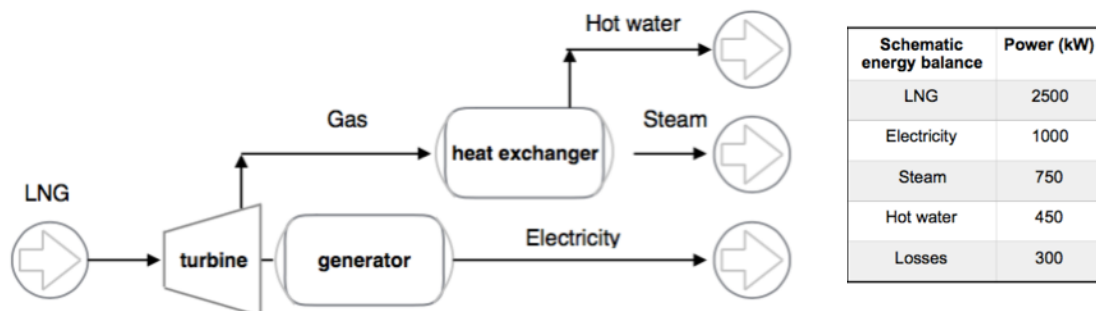 Hot water
Gas
Steam
heat exchanger
LNG
turbine
generator
Electricity
Schematic
energy balance
Power (kW)
LNG 2500
Electricity 1000
Steam 750
Hot water 450
Losses 300